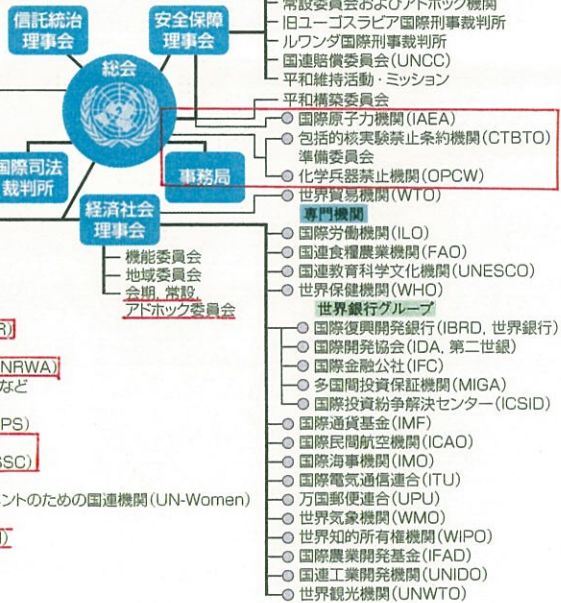 常設委員会およびアドホック機関
旧ユーゴスラビア国際刑事裁判所
ルワンダ国際刑事裁判所
国連賠償委員会(UNCC)
平和維持活動・ミッション
平和構築委員会
国際原子力機関(IAEA)
包括的核実験禁止条約機関(CTBTO)
準備委員会
化学兵器禁止機関(OPCW)
世界貿易機関(WTO)
信託統治
理事会
安全保障
理事会
総会
国際司法
裁判所
事務局
経済社会
理事会
機能委員会
地域委員会
会期, 常設,
アドホック委員会
専門機関
国際労働機関(ILO)
国連食糧農業機関(FAO)
国連教育科学文化機関(UNESCO)
世界保健機関(WHO)
世界銀行グループ
国際復興開発銀行(IBRD, 世界銀行)
国際開発協会(IDA, 第二世銀)
国際金融公社(IFC)
多国間投資保証機関(MIGA)
国際投資紛争解決センター(ICSID)
国際通貨基金(IMF)
国際民間航空機関(ICAO)
国際海事機関(IMO)
国際電気通信連合(ITU)
万国郵便連合(UPU)
世界気象機関(WMO)
世界知的所有権機関(WIPO)
国際農業開発基金(IFAD)
国連工業開発機関(UNIDO)
世界観光機関(UNWTO)
R)
NRWA)
など
PS)
SSC)
ントのための国連機関(UN-Women)